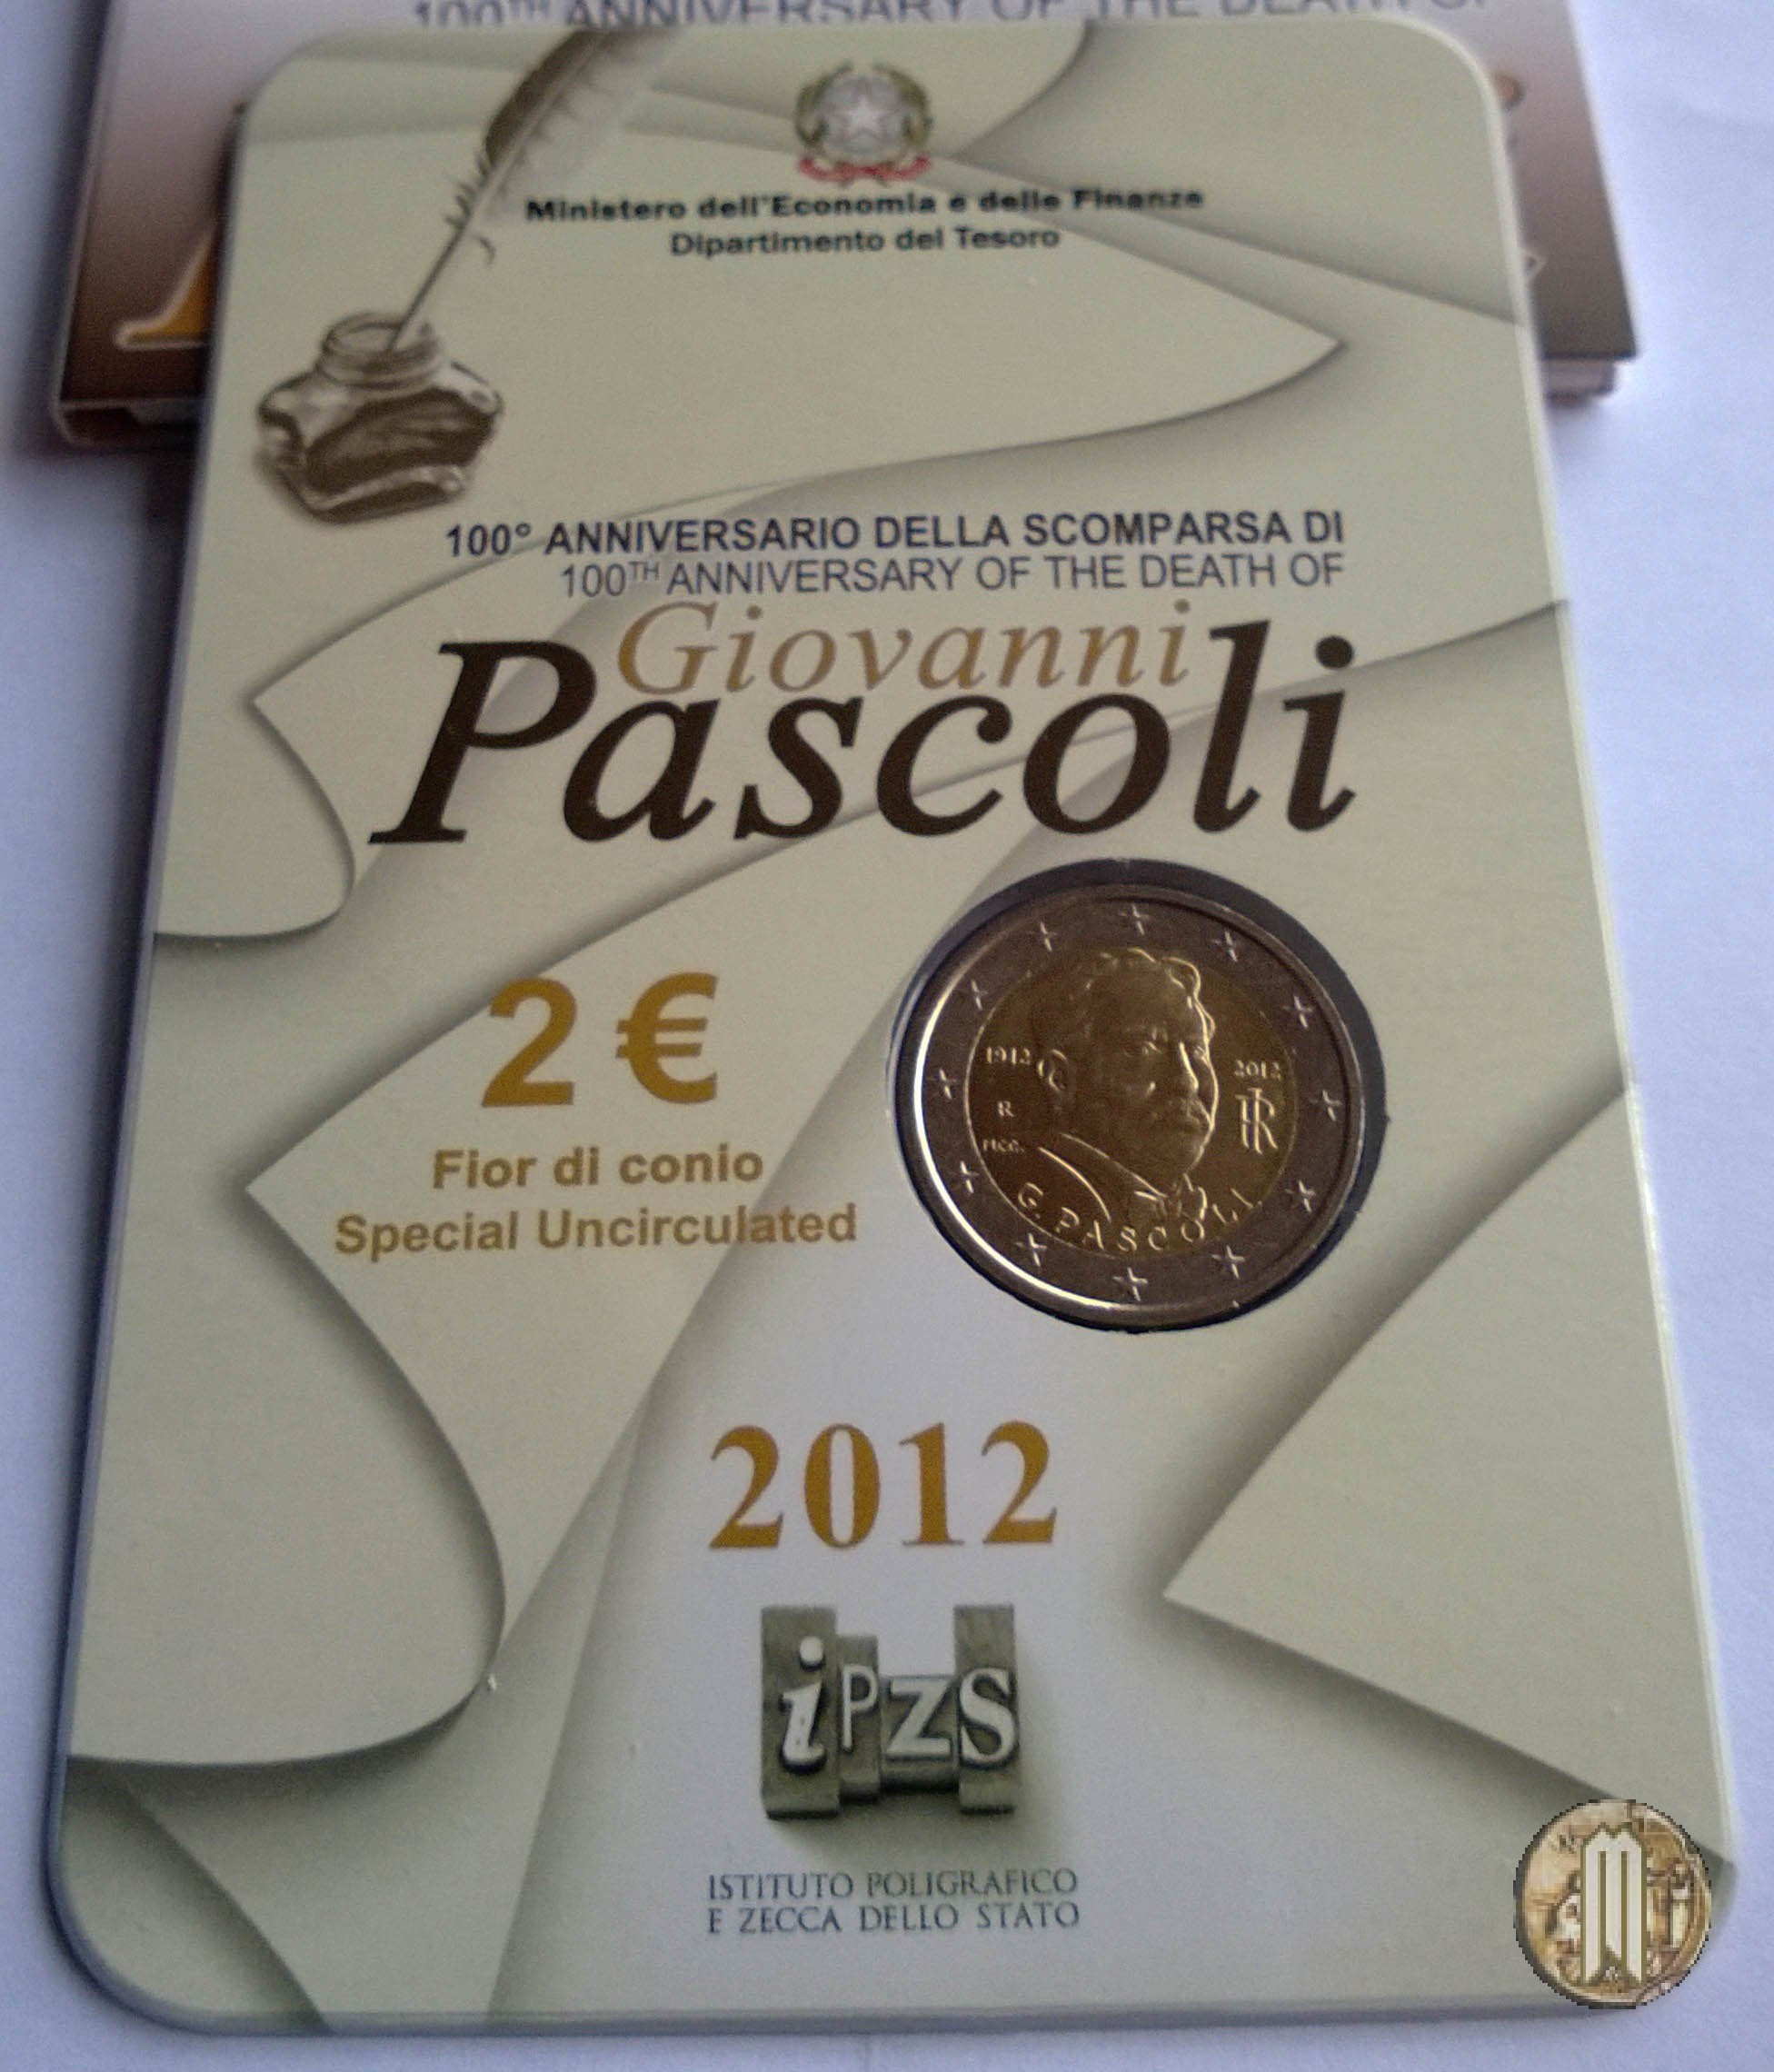 100TH ANNIVERSARY OF THE DEATH OF
Ministero dell'Economia e delle Finanze
Dipartimento del Tesoro
100° ANNIVERSARIO DELLA SCOMPARSA DI
100TH ANNIVERSARY OF THE DEATH OF
Giovanni
Pascoli
2 €
Fior di conio
Special Uncirculated
1912
2012
R
RI
M.C.C.
G. PASCOLI
2012
iPZS
ISTITUTO POLIGRAFICO
E ZECCA DELLO STATO
M